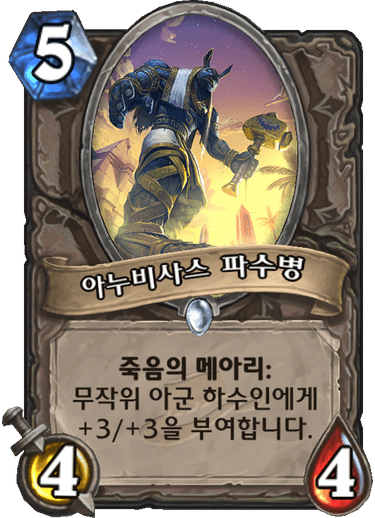 5
아누비사스 파수병
죽음의 메아리:
무작위 아군 하수인에게
+3/+3을 부여합니다.
4
4